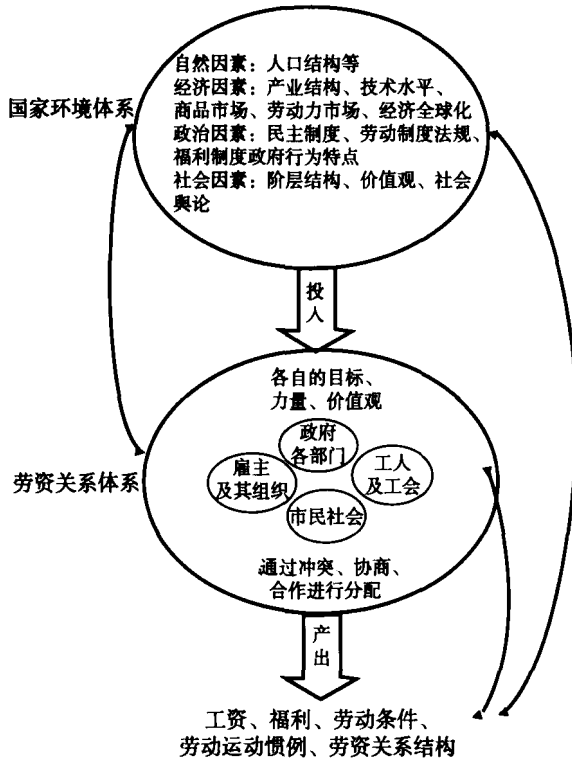 自然因素：人口结构等
经济因素：产业结构、技术水平、
商品市场、劳动力市场、经济全球化
政治因素：民主制度、劳动制度法规、
福利制度政府行为特点
社会因素：阶层结构、价值观、社会
舆论
国家环境体系
投
入
各自的目标、
力量、价值观
政府
各部门
雇主
及其组织
工人
及工会
市民社会
劳资关系体系
通过冲突、协商、
合作进行分配
产
出
工资、福利、劳动条件、
劳动运动惯例、劳资关系结构